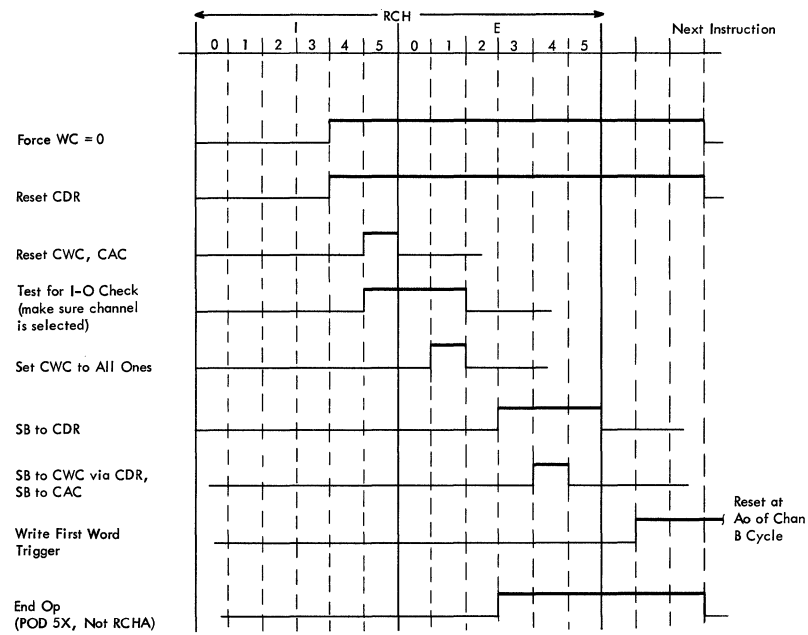 RCH
I E Next Instruction
0 1 2 3 4 5 0 1 2 3 4 5
Force WC = 0
Reset CDR
Reset CWC, CAC
Test for I-O Check
(make sure channel
is selected)
Set CWC to All Ones
SB to CDR
SB to CWC via CDR,
SB to CAC
Reset at
Ao of Chan
B Cycle
Write First Word
Trigger
End Op
(POD 5X, Not RCHA)